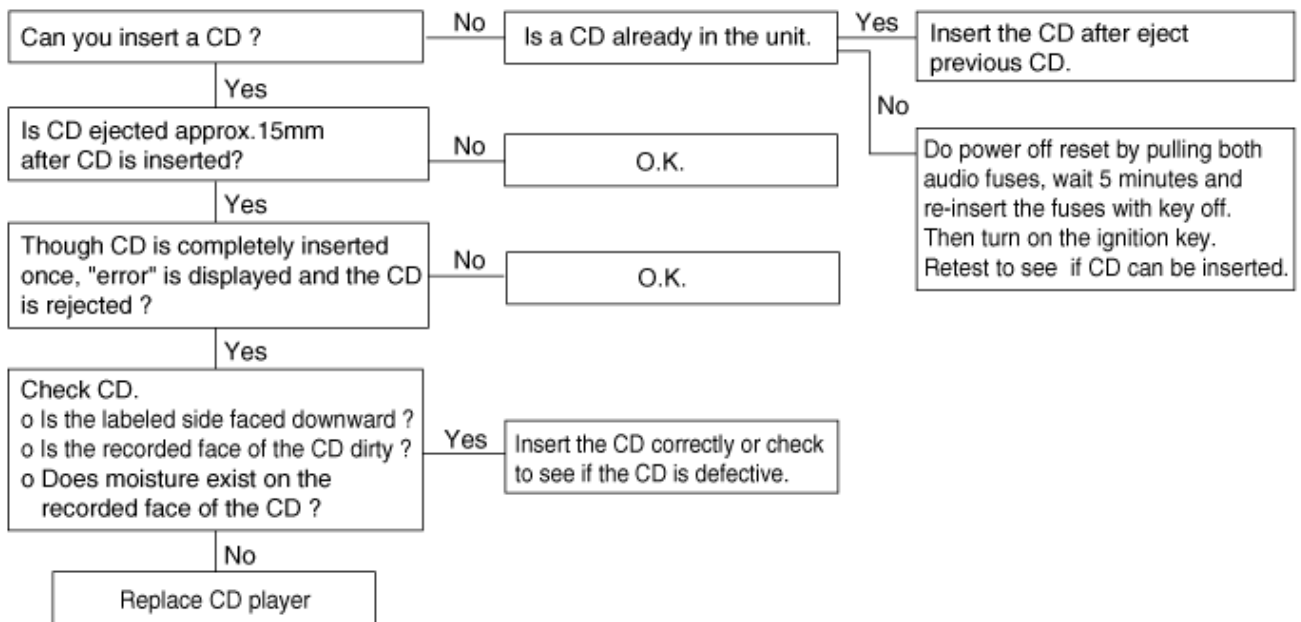 Can you insert a CD ?
No
Is a CD already in the unit.
Yes
Insert the CD after eject
previous CD.
No
Do power off reset by pulling both
audio fuses, wait 5 minutes and
re-insert the fuses with key off.
Then turn on the ignition key.
Retest to see if CD can be inserted.
Yes
Is CD ejected approx.15mm
after CD is inserted?
No
O.K.
Yes
Though CD is completely inserted
once, "error" is displayed and the CD
is rejected ?
No
O.K.
Yes
Check CD.
o Is the labeled side faced downward ?
o Is the recorded face of the CD dirty ?
o Does moisture exist on the
recorded face of the CD ?
Yes
Insert the CD correctly or check
to see if the CD is defective.
No
Replace CD player